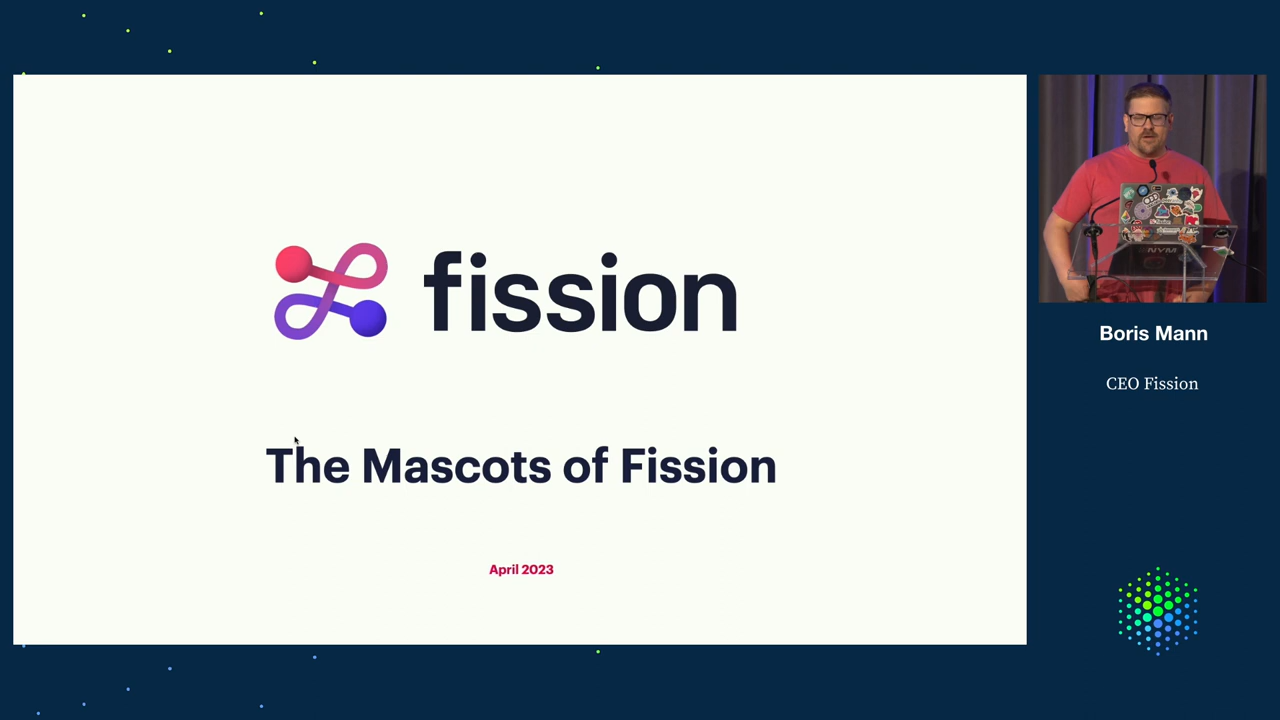 fission
The Mascots of Fission
April 2023
Boris Mann
CEO Fission